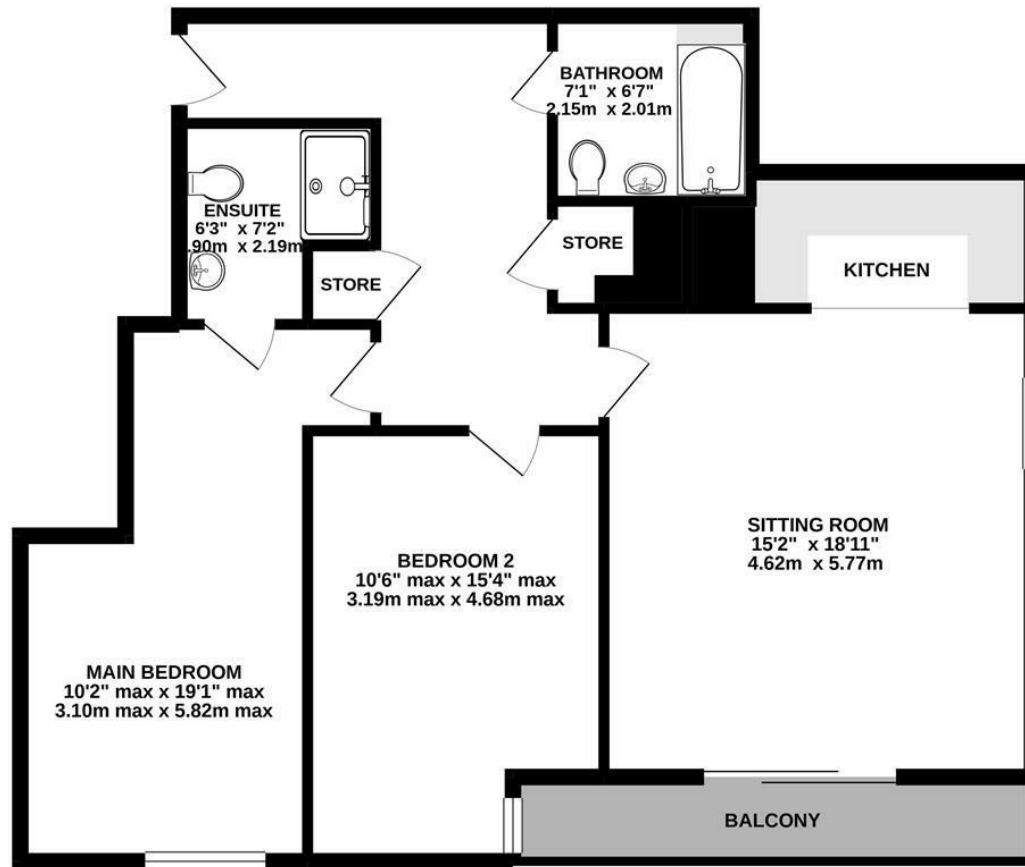 BATHROOM
7'1" x 6'7"
2.15m x 2.01m
ENSUITE
6'3" x 7'2"
.90m x 2.19m
STORE
STORE
KITCHEN
SITTING ROOM
15'2" x 18'11"
4.62m x 5.77m
BEDROOM 2
10'6" max x 15'4" max
3.19m max x 4.68m max
MAIN BEDROOM
10'2" max x 19'1" max
3.10m max x 5.82m max
BALCONY